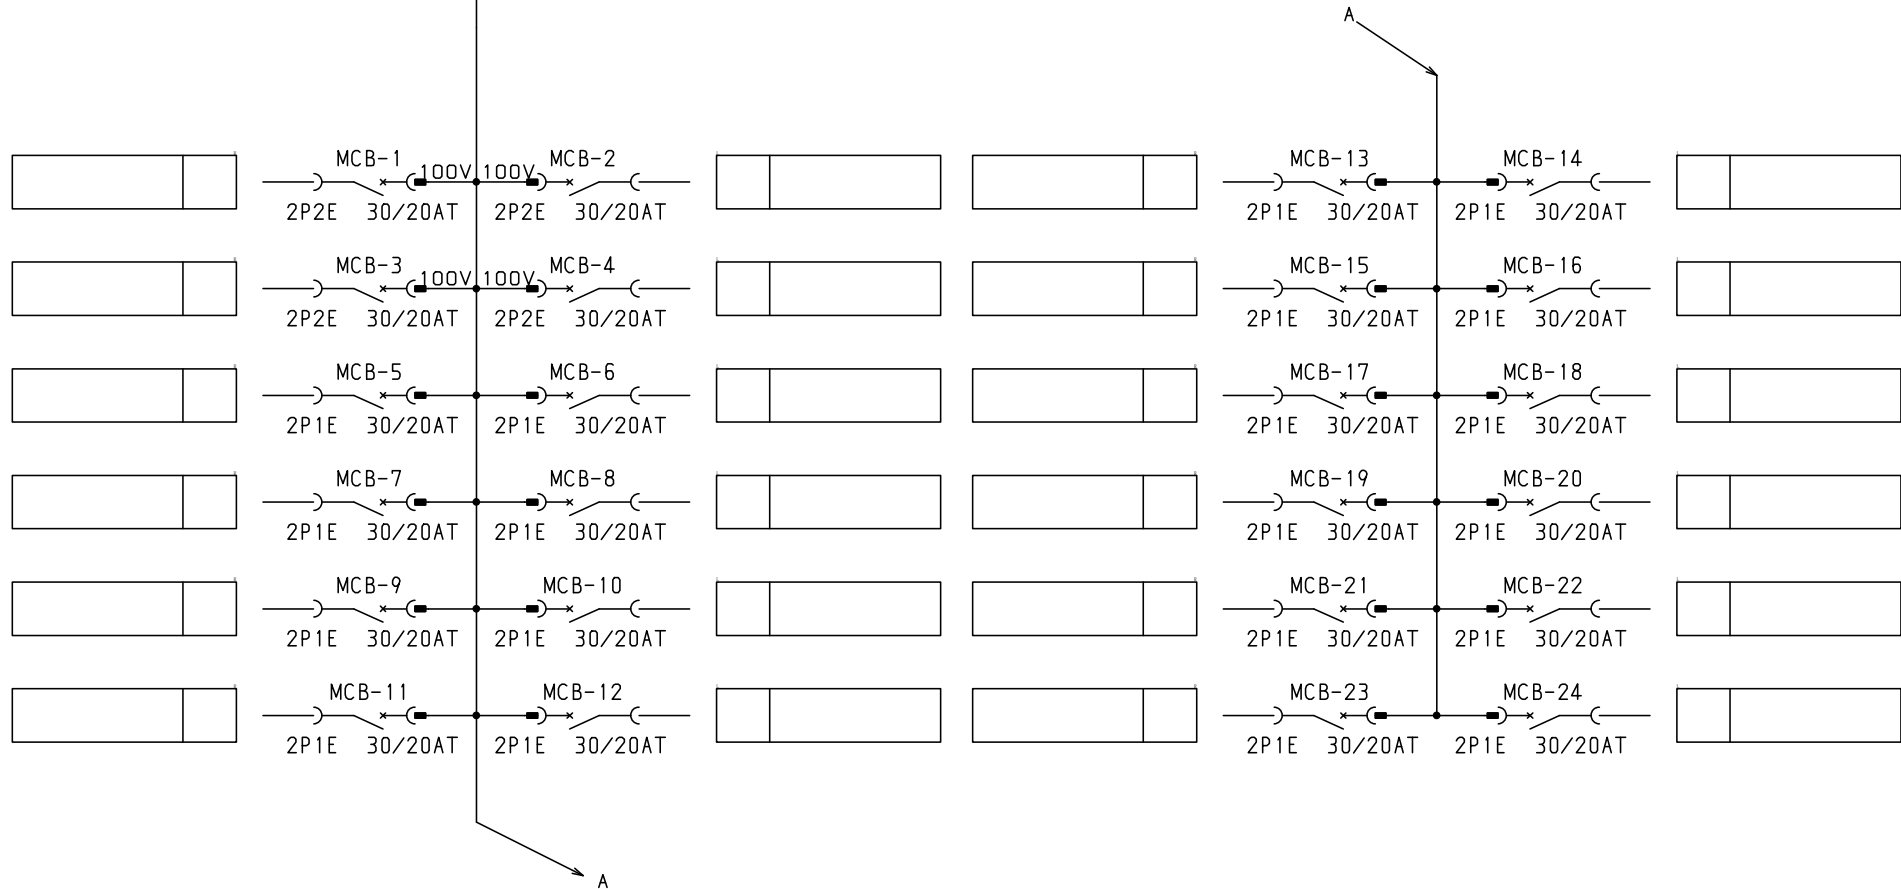 A
MCB-1 100V 100V MCB-2
2P2E 30/20AT 2P2E 30/20AT
MCB-3 100V 100V MCB-4
2P2E 30/20AT 2P2E 30/20AT
MCB-5 MCB-6
2P1E 30/20AT 2P1E 30/20AT
MCB-7 MCB-8
2P1E 30/20AT 2P1E 30/20AT
MCB-9 MCB-10
2P1E 30/20AT 2P1E 30/20AT
MCB-11 MCB-12
2P1E 30/20AT 2P1E 30/20AT
A
MCB-13 MCB-14
2P1E 30/20AT 2P1E 30/20AT
MCB-15 MCB-16
2P1E 30/20AT 2P1E 30/20AT
MCB-17 MCB-18
2P1E 30/20AT 2P1E 30/20AT
MCB-19 MCB-20
2P1E 30/20AT 2P1E 30/20AT
MCB-21 MCB-22
2P1E 30/20AT 2P1E 30/20AT
MCB-23 MCB-24
2P1E 30/20AT 2P1E 30/20AT